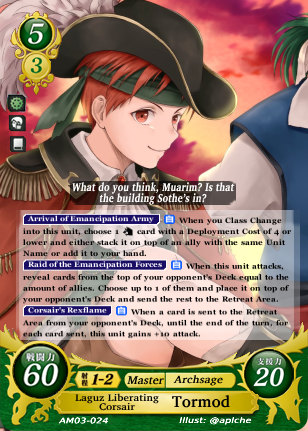 5
3
"What do you think, Muarim? Is that
the building Sothe's in?"
Arrival of Emancipation Army When you Class Change
into this unit, choose 1 card with a Deployment Cost of 4 or
lower and either stack it on top of an ally with the same Unit
Name or add it to your hand.
Raid of the Emancipation Forces When this unit attacks,
reveal cards from the top of your opponent's Deck equal to the
amount of allies. Choose up to 1 of them and place it on top of
your opponent's Deck and send the rest to the Retreat Area.
Corsair's Rexflame When a card is sent to the Retreat
Area from your opponent's Deck, until the end of the turn, for
each card sent, this unit gains +10 attack.
戦闘力
60
射程 1-2 Master Archsage
支援力
20
Laguz Liberating
Corsair
Tormod
AM03-024 Illust: @aplche